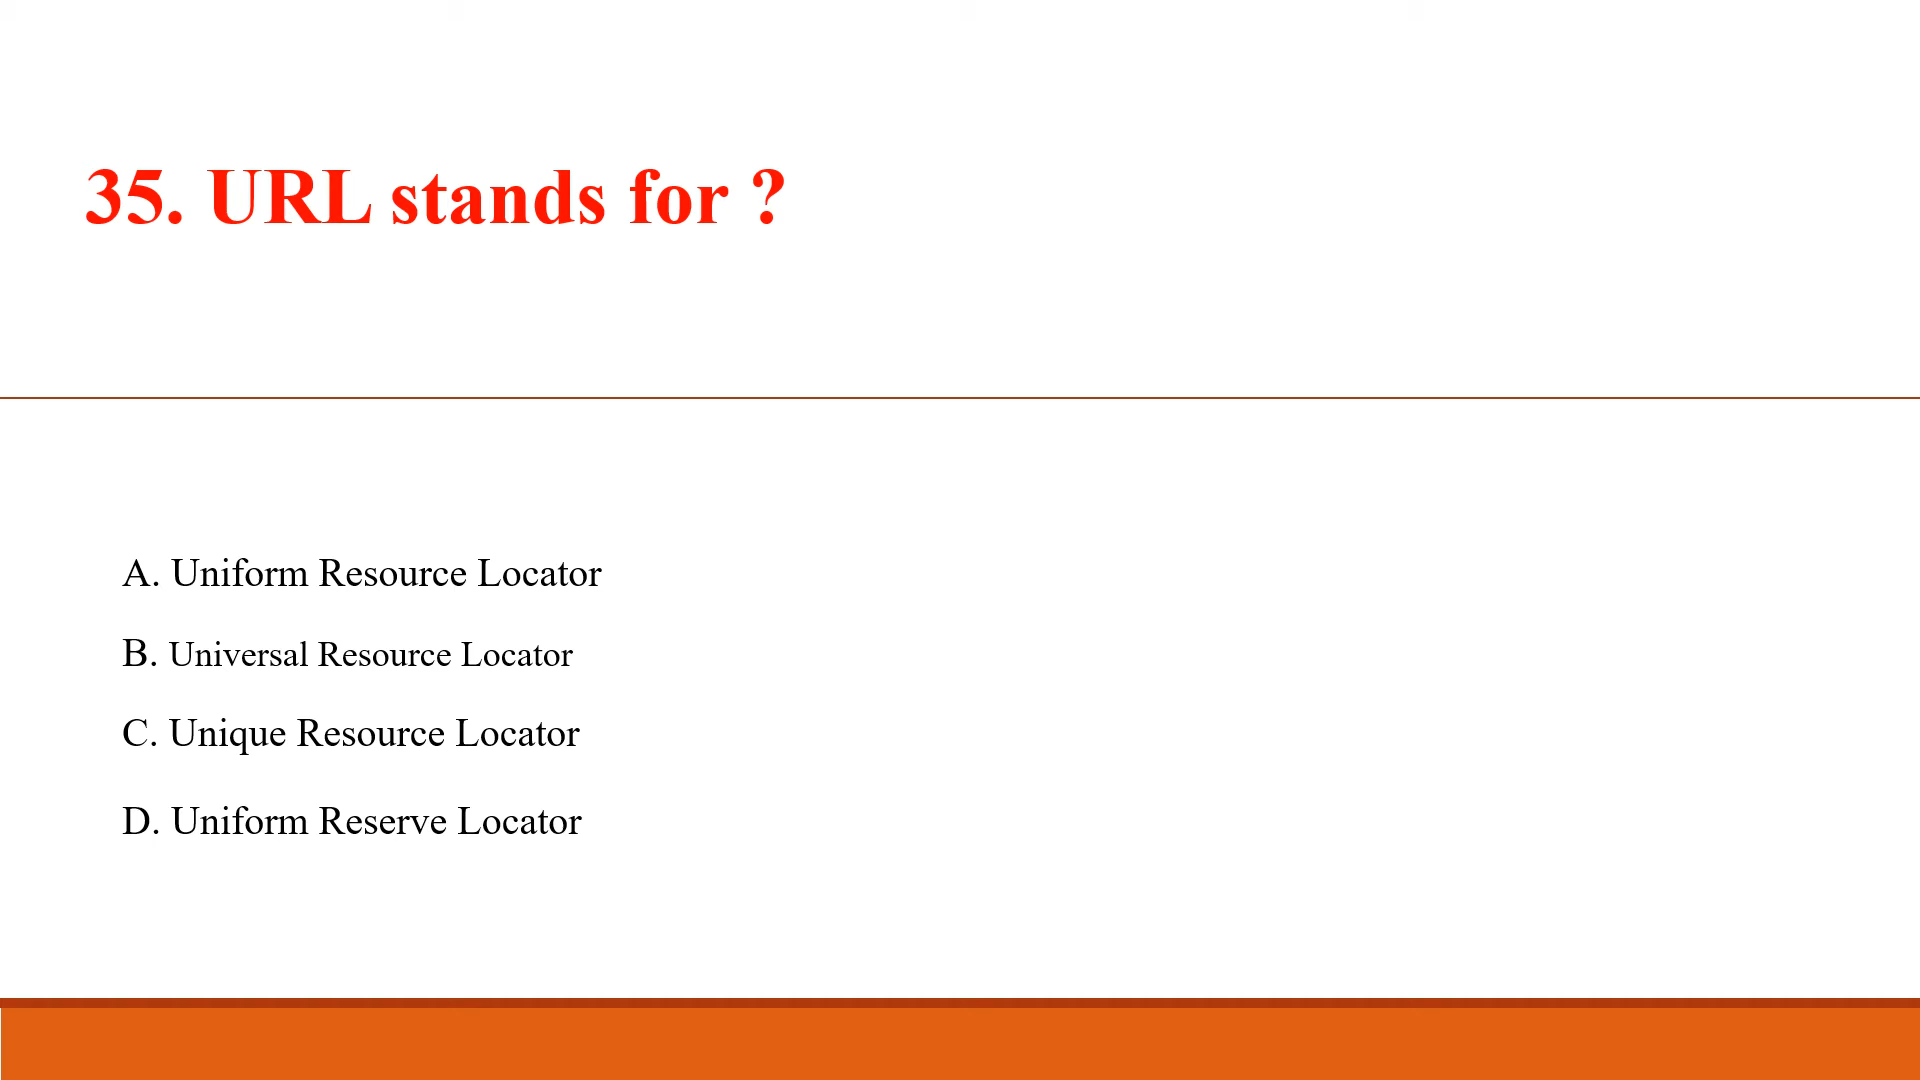 35. URL stands for ?
A. Uniform Resource Locator
B. Universal Resource Locator
C. Unique Resource Locator
D. Uniform Reserve Locator